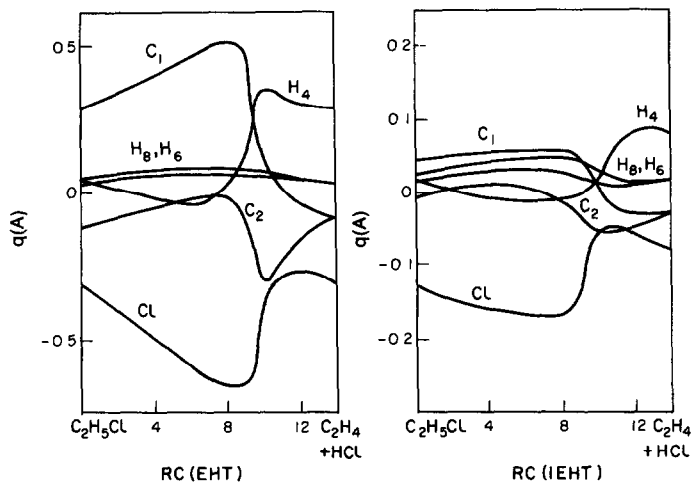 0.5
C1
H4
H8, H6
0
C2
Cl
-0.5
q(A)
C2H5Cl 4 8 12 C2H4
+HCl
RC (EHT)
0.2
0.1
H4
C1
H8, H6
0
C2
-0.1
Cl
-0.2
q(A)
C2H5Cl 4 8 12 C2H4
+HCl
RC (IEHT)